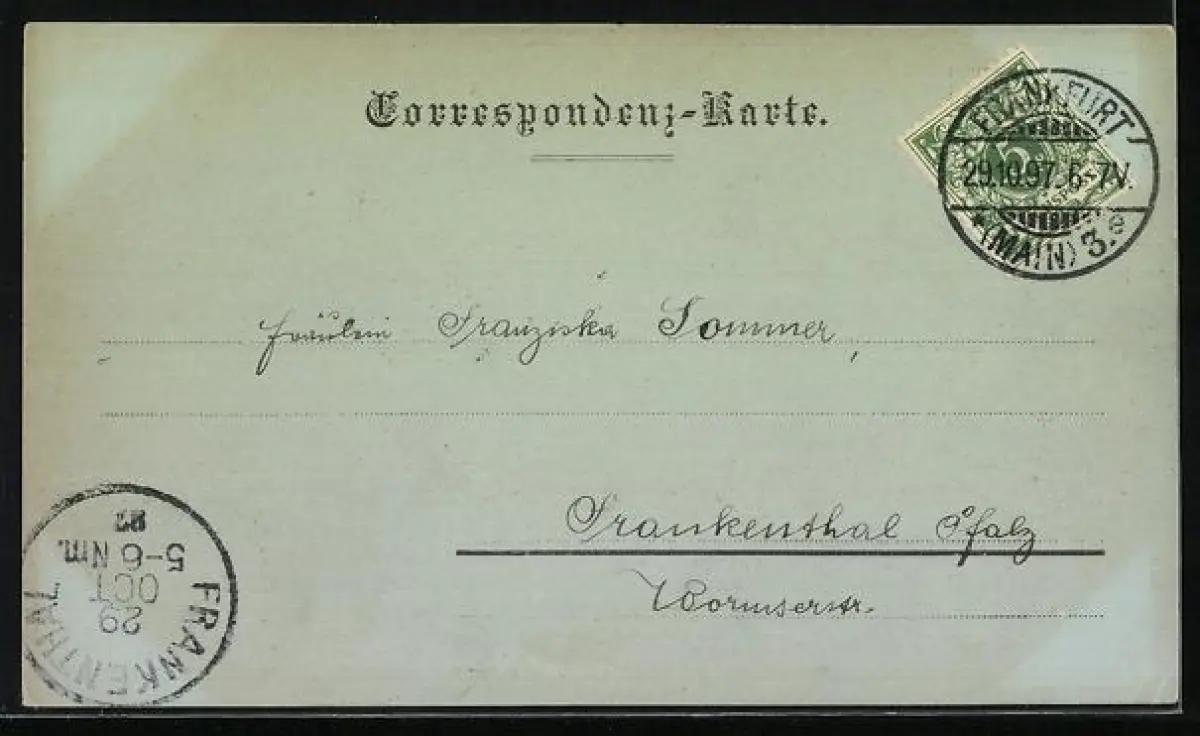 Correspondenz-Karte.
FRANKFURT
29.10.97. 6-7V.
*(MAIN) 3.e
5
Fräulein Franziska Sommer,
Frankenthal Pfalz
Wormserstr.
FRANKENTHAL
29
OCT
5-6 Nm.